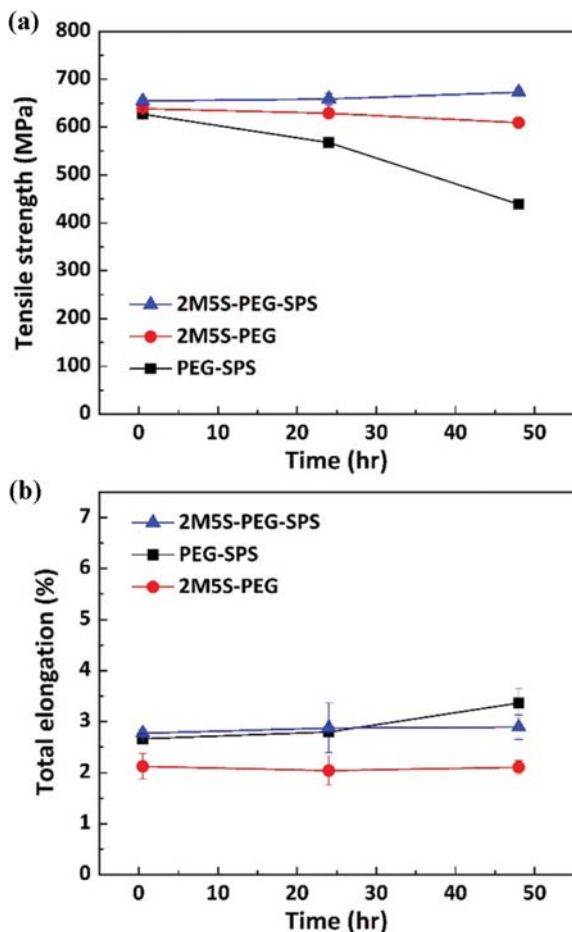 (a)
800
700
600
500
400
300
200
100
0
Tensile strength (MPa)
2M5S-PEG-SPS
2M5S-PEG
PEG-SPS
0 10 20 30 40 50
Time (hr)
(b)
7
6
5
4
3
2
1
0
Total elongation (%)
2M5S-PEG-SPS
PEG-SPS
2M5S-PEG
0 10 20 30 40 50
Time (hr)